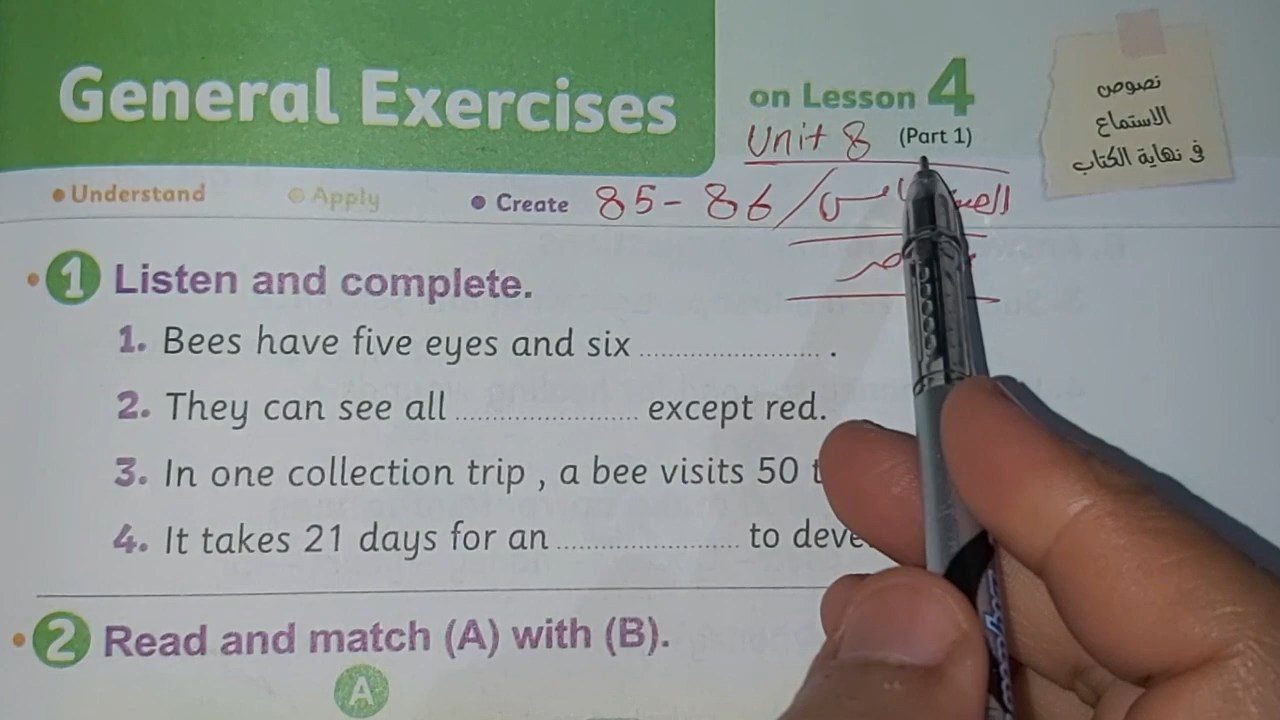 General Exercises
on Lesson 4
Unit 8 (Part 1)
نصوص
الاستماع
فى نهاية الكتاب
Understand
Apply
Create
85 - 86 /
1 Listen and complete.
1. Bees have five eyes and six ........................ .
2. They can see all ........................ except red.
3. In one collection trip , a bee visits 50
4. It takes 21 days for an ........................ to deve
2 Read and match (A) with (B).
A